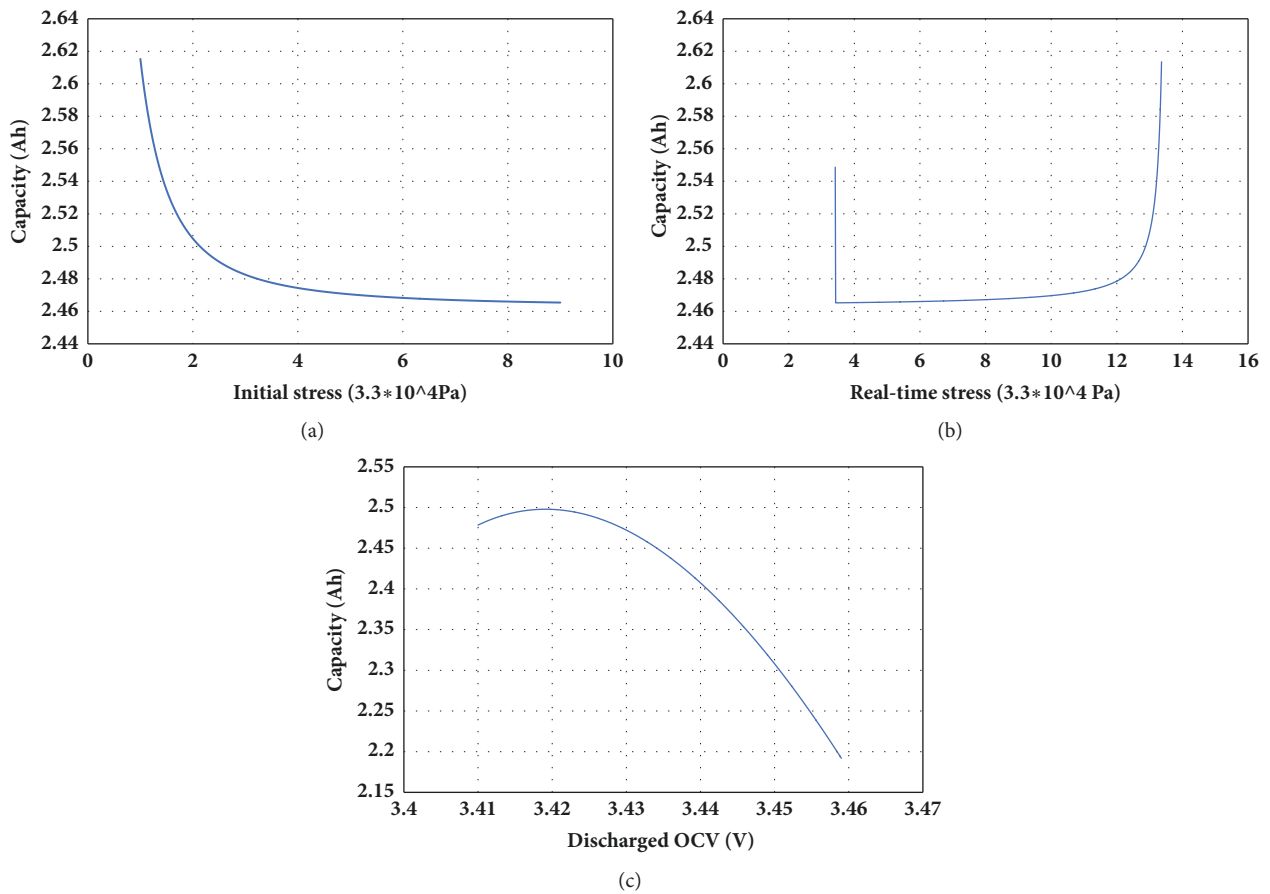 2.64
2.62
2.6
2.58
2.56
2.54
2.52
2.5
2.48
2.46
2.44
Capacity (Ah)
0 2 4 6 8 10
Initial stress (3.3*10^4Pa)
(a)
2.64
2.62
2.6
2.58
2.56
2.54
2.52
2.5
2.48
2.46
2.44
Capacity (Ah)
0 2 4 6 8 10 12 14 16
Real-time stress (3.3*10^4 Pa)
(b)
2.55
2.5
2.45
2.4
2.35
2.3
2.25
2.2
2.15
Capacity (Ah)
3.4 3.41 3.42 3.43 3.44 3.45 3.46 3.47
Discharged OCV (V)
(c)